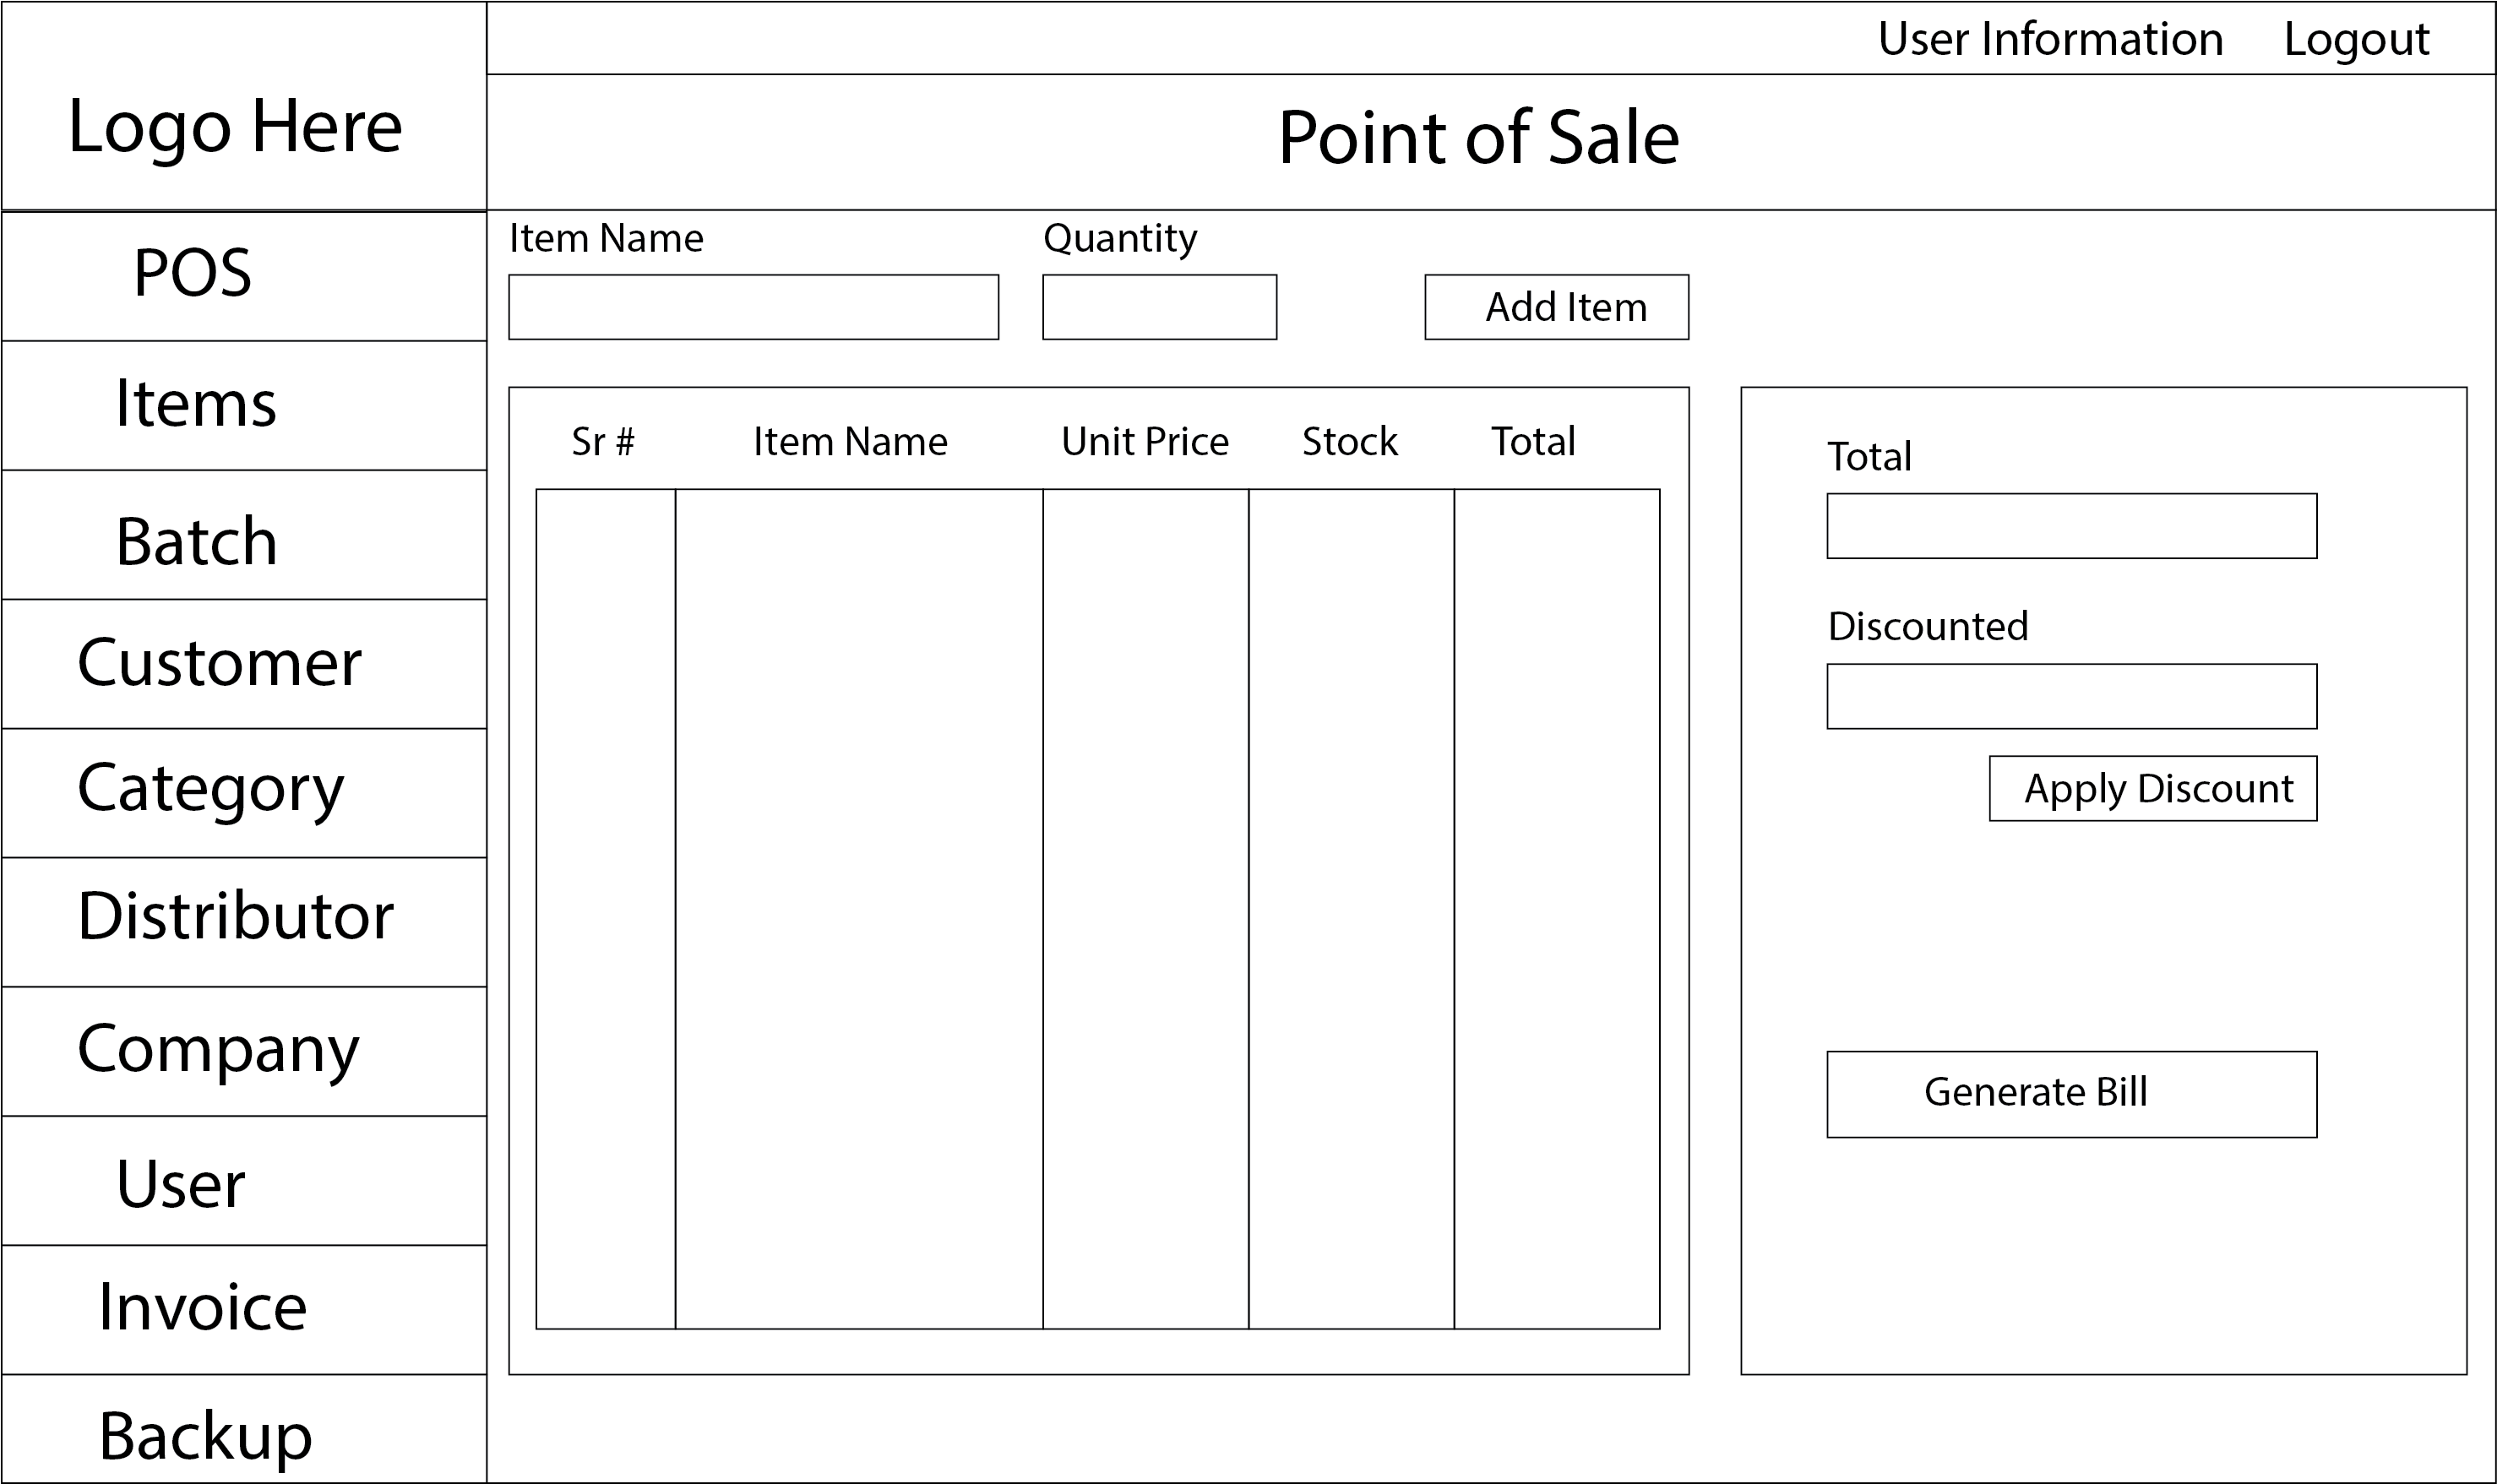 User Information Logout
Logo Here
Point of Sale
POS
Items
Batch
Customer
Category
Distributor
Company
User
Invoice
Backup
Item Name
Quantity
Add Item
Sr # Item Name Unit Price Stock Total
Total
Discounted
Apply Discount
Generate Bill